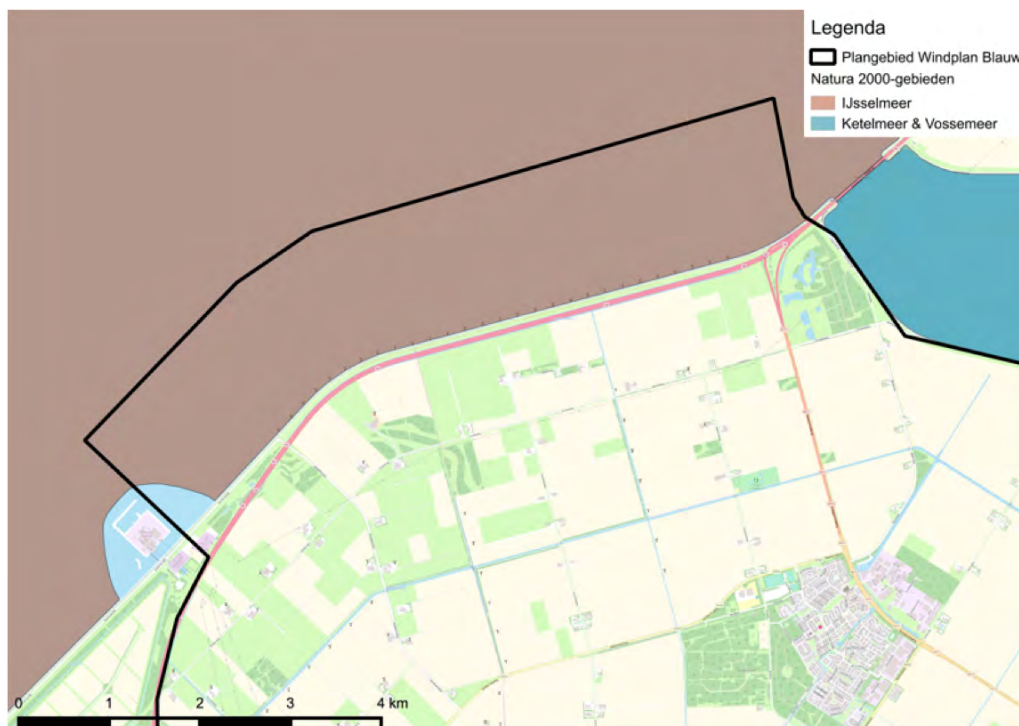 Legenda
Plangebied Windplan Blauw
Natura 2000-gebieden
IJsselmeer
Ketelmeer & Vossemeer
0 1 2 3 4 km